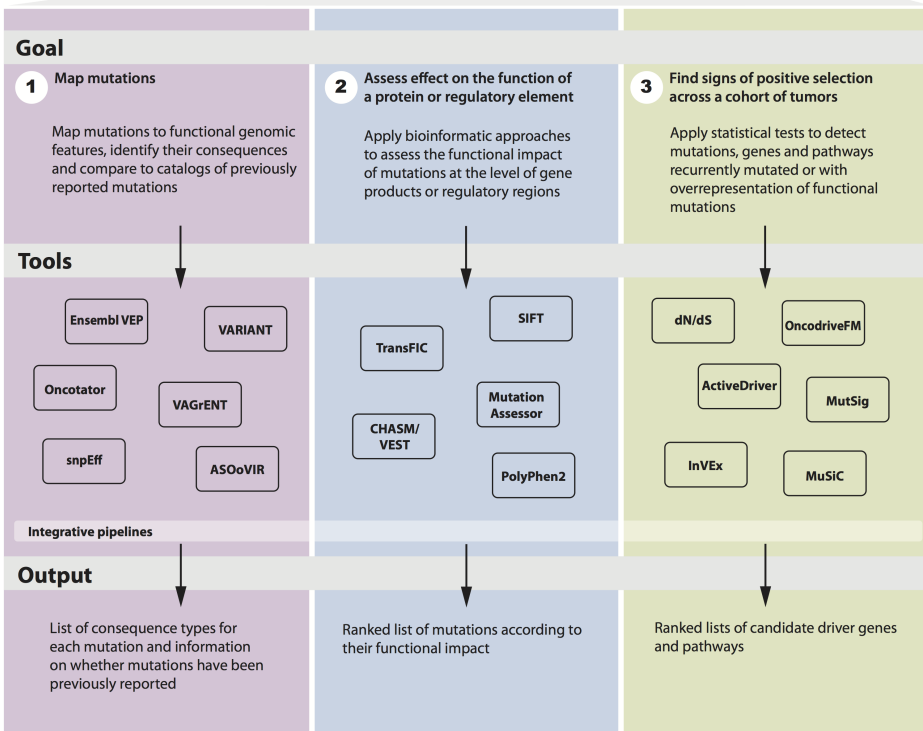 Goal
1 Map mutations
Map mutations to functional genomic
features, identify their consequences
and compare to catalogs of previously
reported mutations
2 Assess effect on the function of
a protein or regulatory element
Apply bioinformatic approaches
to assess the functional impact
of mutations at the level of gene
products or regulatory regions
3 Find signs of positive selection
across a cohort of tumors
Apply statistical tests to detect
mutations, genes and pathways
recurrently mutated or with
overrepresentation of functional
mutations
Tools
Ensembl VEP
VARIANT
Oncotator
VAGrENT
snpEff
ASOoVIR
SIFT
TransFIC
Mutation
Assessor
CHASM/
VEST
PolyPhen2
dN/dS
OncodriveFM
ActiveDriver
MutSig
InVEx
MuSiC
Integrative pipelines
Output
List of consequence types for
each mutation and information
on whether mutations have been
previously reported
Ranked list of mutations according to
their functional impact
Ranked lists of candidate driver genes
and pathways